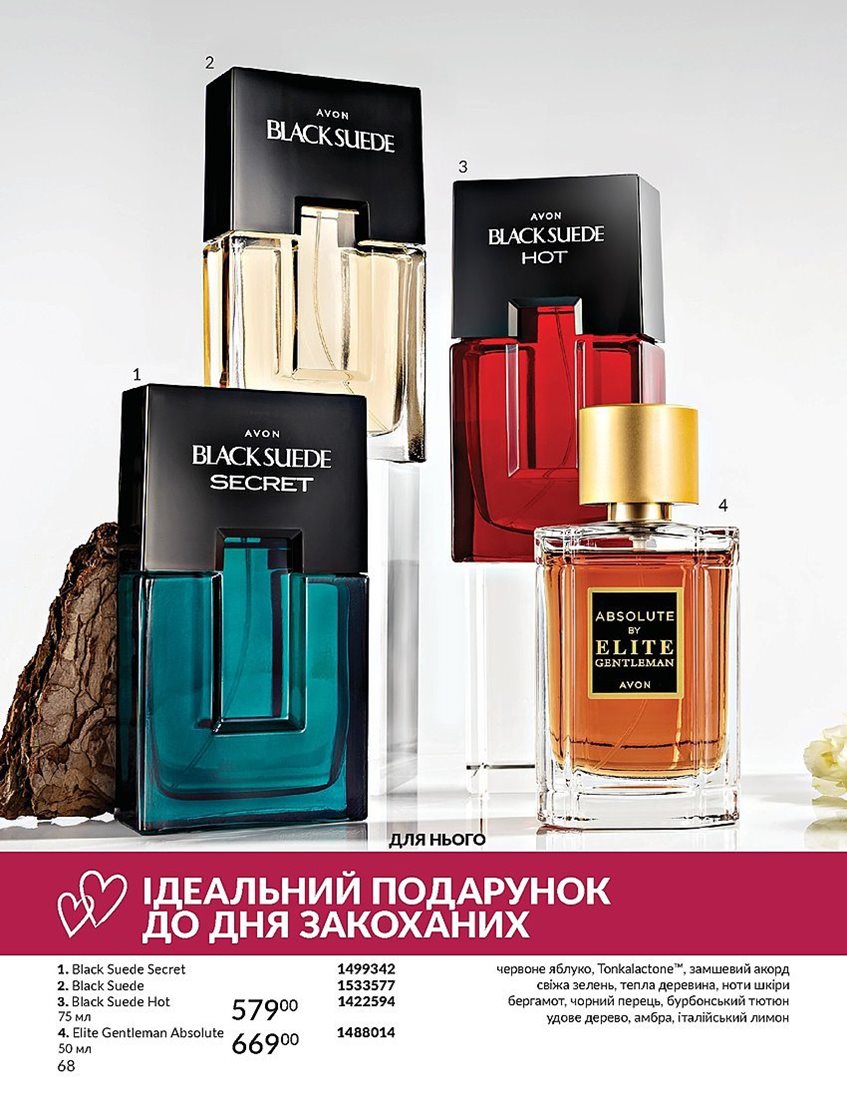 2
AVON
BLACK SUEDE
3
AVON
BLACK SUEDE
HOT
1
AVON
BLACK SUEDE
SECRET
4
ABSOLUTE
BY
ELITE
GENTLEMAN
AVON
ДЛЯ НЬОГО
ІДЕАЛЬНИЙ ПОДАРУНОК
ДО ДНЯ ЗАКОХАНИХ
1. Black Suede Secret 1499342 червоне яблуко, Tonkalactone™, замшевий акорд
2. Black Suede 1533577 свіжа зелень, тепла деревина, ноти шкіри
3. Black Suede Hot 1422594 бергамот, чорний перець, бурбонський тютюн
75 мл 579⁰⁰ удове дерево, амбра, італійський лимон
4. Elite Gentleman Absolute 1488014
50 мл 669⁰⁰
68